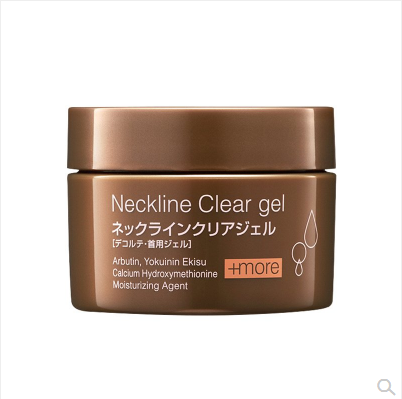 Neckline Clear gel
ネックラインクリアジェル
[デコルテ・首用ジェル]
Arbutin, Yokuinin Ekisu
Calcium Hydroxymethionine
Moisturizing Agent
+more